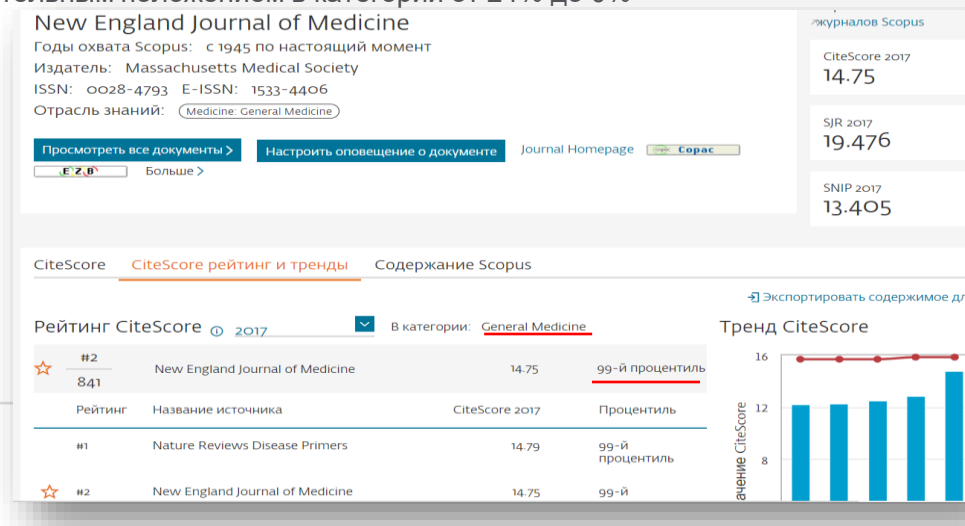 New England Journal of Medicine
Годы охвата Scopus: с 1945 по настоящий момент
Издатель: Massachusetts Medical Society
ISSN: 0028-4793 E-ISSN: 1533-4406
Отрасль знаний: Medicine: General Medicine
Просмотреть все документы >
Настроить оповещение о документе
Journal Homepage
Copac
E Z B
Больше >
журналов Scopus
CiteScore 2017
14.75
SJR 2017
19.476
SNIP 2017
13.405
CiteScore
CiteScore рейтинг и тренды
Содержание Scopus
Экспортировать содержимое дл
Рейтинг CiteScore 2017
В категории: General Medicine
#2
841
New England Journal of Medicine
14.75
99-й процентиль
Рейтинг Название источника CiteScore 2017 Процентиль
#1 Nature Reviews Disease Primers 14.79 99-й
процентиль
#2 New England Journal of Medicine 14.75 99-й
Тренд CiteScore
16
12
8
ачение CiteScore